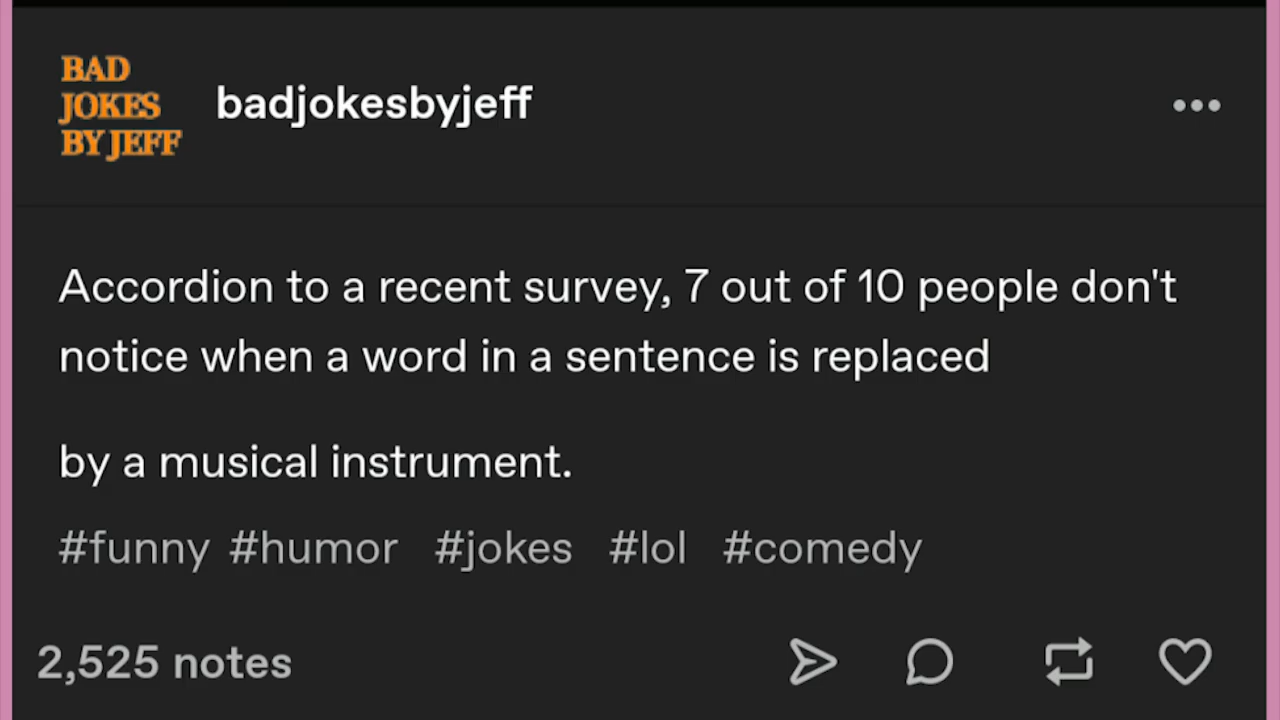 BAD
JOKES
BY JEFF
badjokesbyjeff
Accordion to a recent survey, 7 out of 10 people don't
notice when a word in a sentence is replaced
by a musical instrument.
#funny #humor #jokes #lol #comedy
2,525 notes